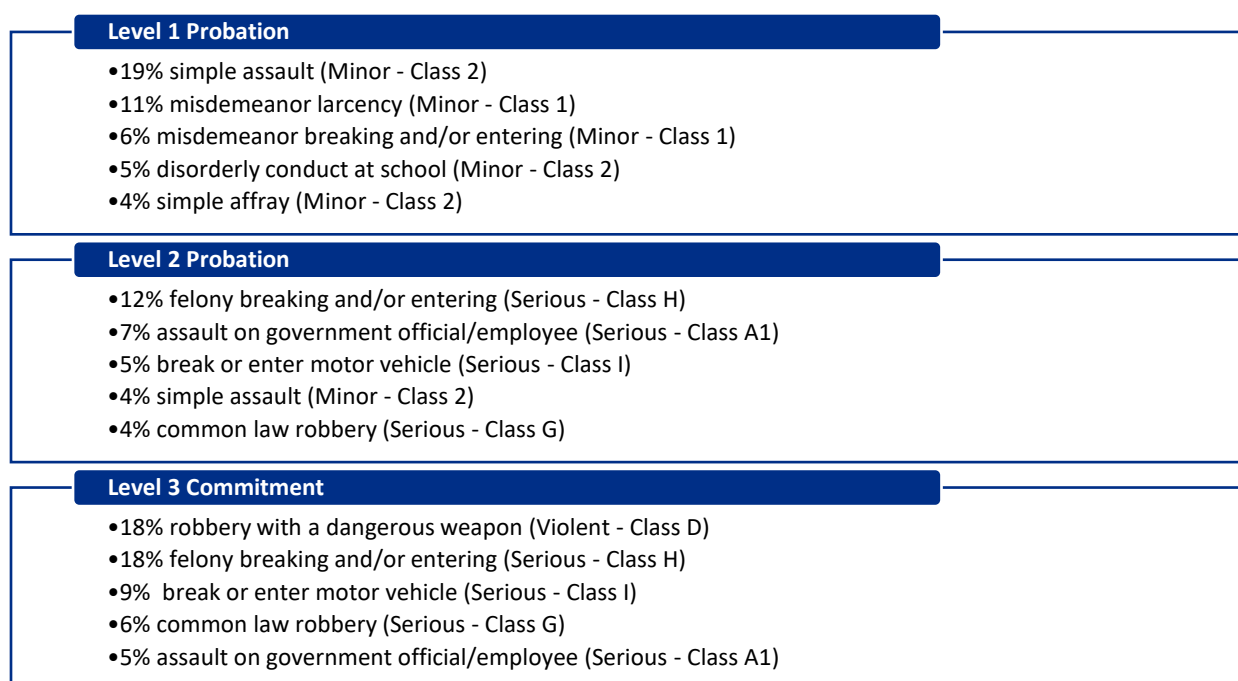 Level 1 Probation
•19% simple assault (Minor - Class 2)
•11% misdemeanor larcency (Minor - Class 1)
•6% misdemeanor breaking and/or entering (Minor - Class 1)
•5% disorderly conduct at school (Minor - Class 2)
•4% simple affray (Minor - Class 2)
Level 2 Probation
•12% felony breaking and/or entering (Serious - Class H)
•7% assault on government official/employee (Serious - Class A1)
•5% break or enter motor vehicle (Serious - Class I)
•4% simple assault (Minor - Class 2)
•4% common law robbery (Serious - Class G)
Level 3 Commitment
•18% robbery with a dangerous weapon (Violent - Class D)
•18% felony breaking and/or entering (Serious - Class H)
•9% break or enter motor vehicle (Serious - Class I)
•6% common law robbery (Serious - Class G)
•5% assault on government official/employee (Serious - Class A1)